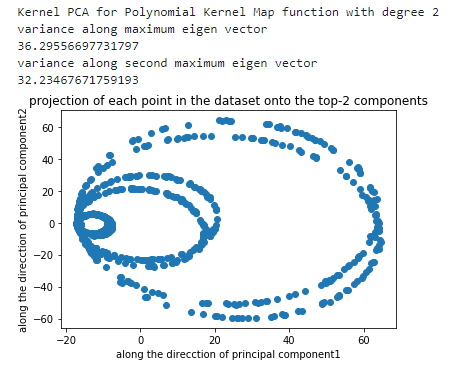 Kernel PCA for Polynomial Kernel Map function with degree 2
variance along maximum eigen vector
36.29556697731797
variance along second maximum eigen vector
32.23467671759193
projection of each point in the dataset onto the top-2 components
along the direcction of principal component2
60
40
20
0
−20
−40
−60
−20
0
20
40
60
along the direcction of principal component1